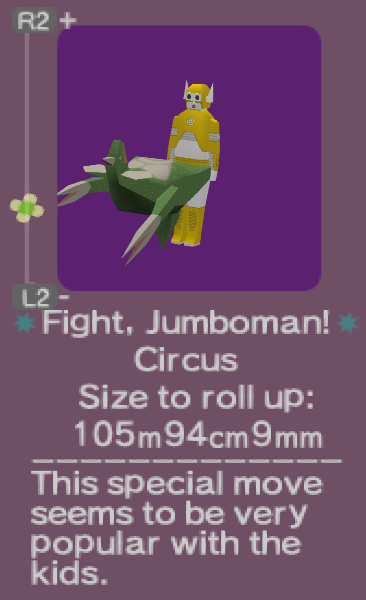 R2 +
L2 -
Fight, Jumboman!
Circus
Size to roll up:
105m94cm9mm
This special move
seems to be very
popular with the
kids.